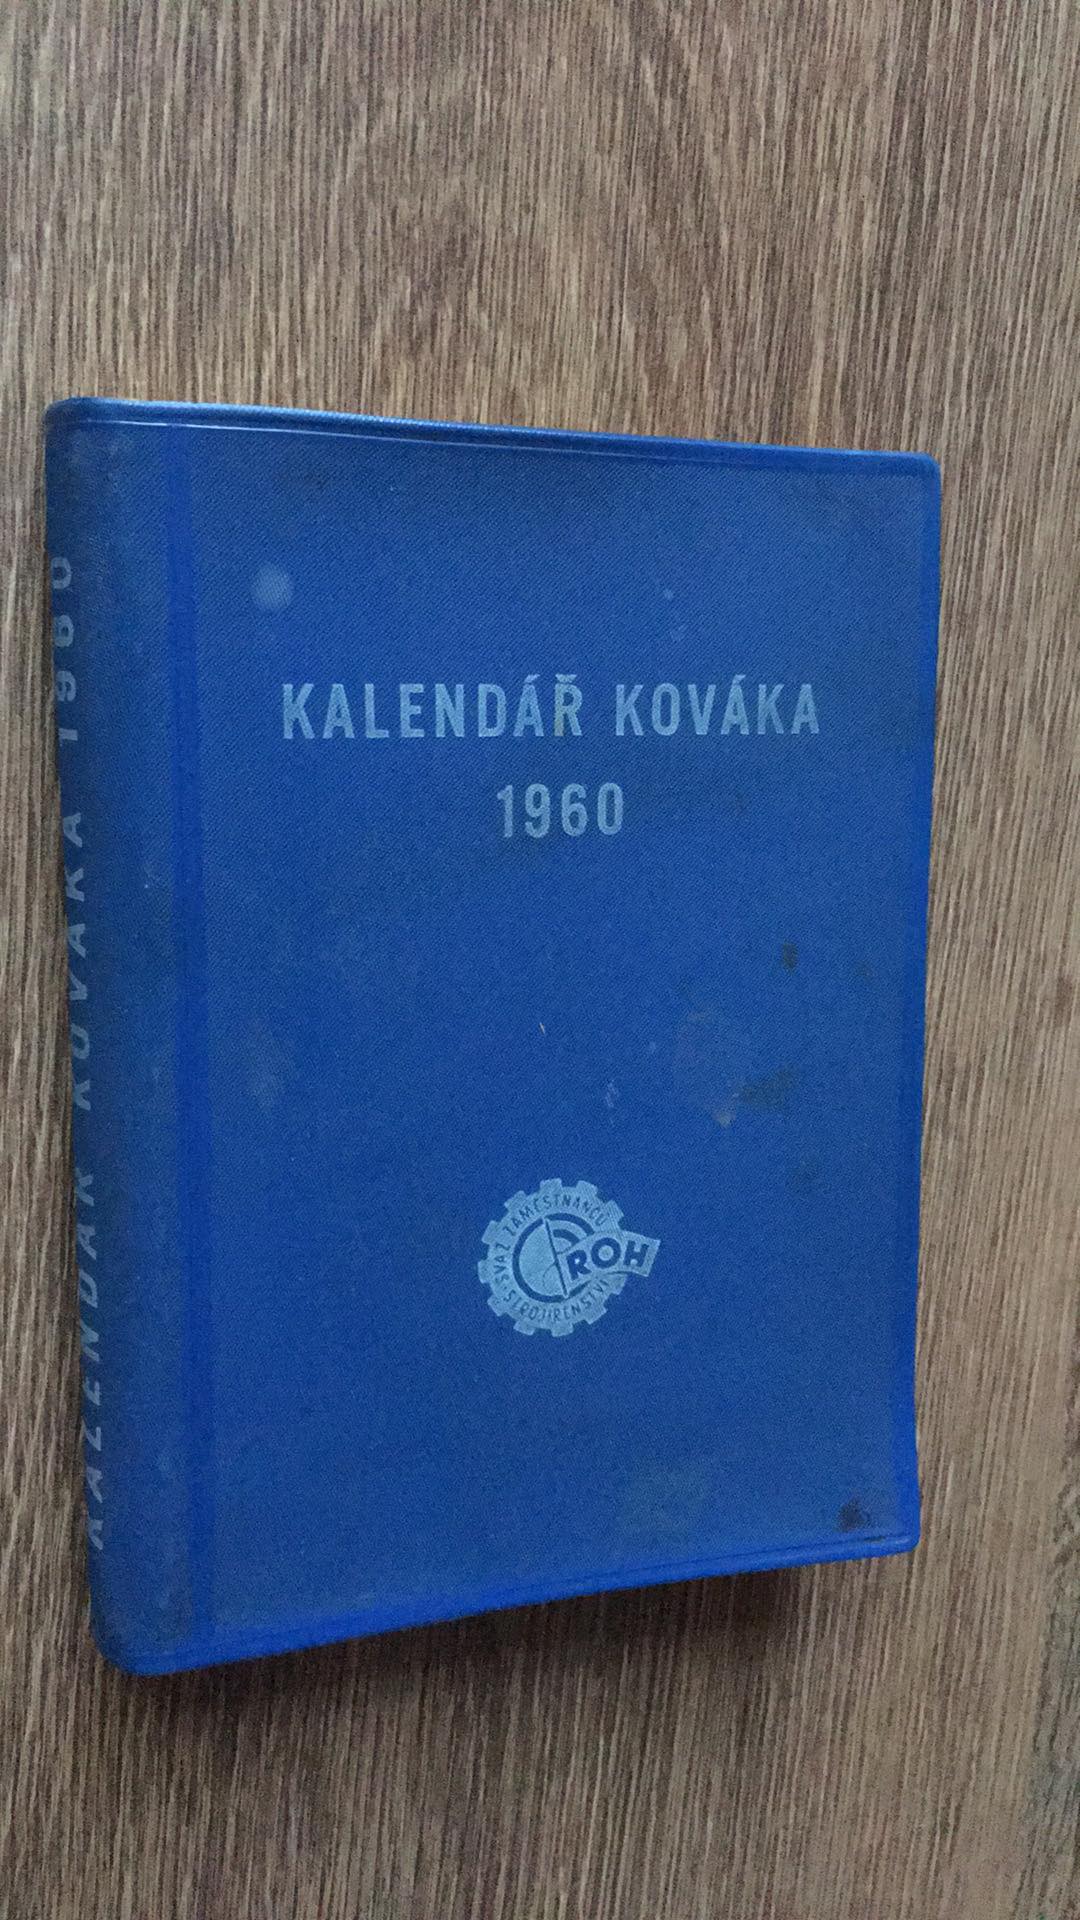 KALENDÁŘ KOVÁKA
1960
SVAZ ZAMĚSTNANCŮ
ROH
STROJÍRENSTVÍ
KALENDÁŘ KOVÁKA 1960